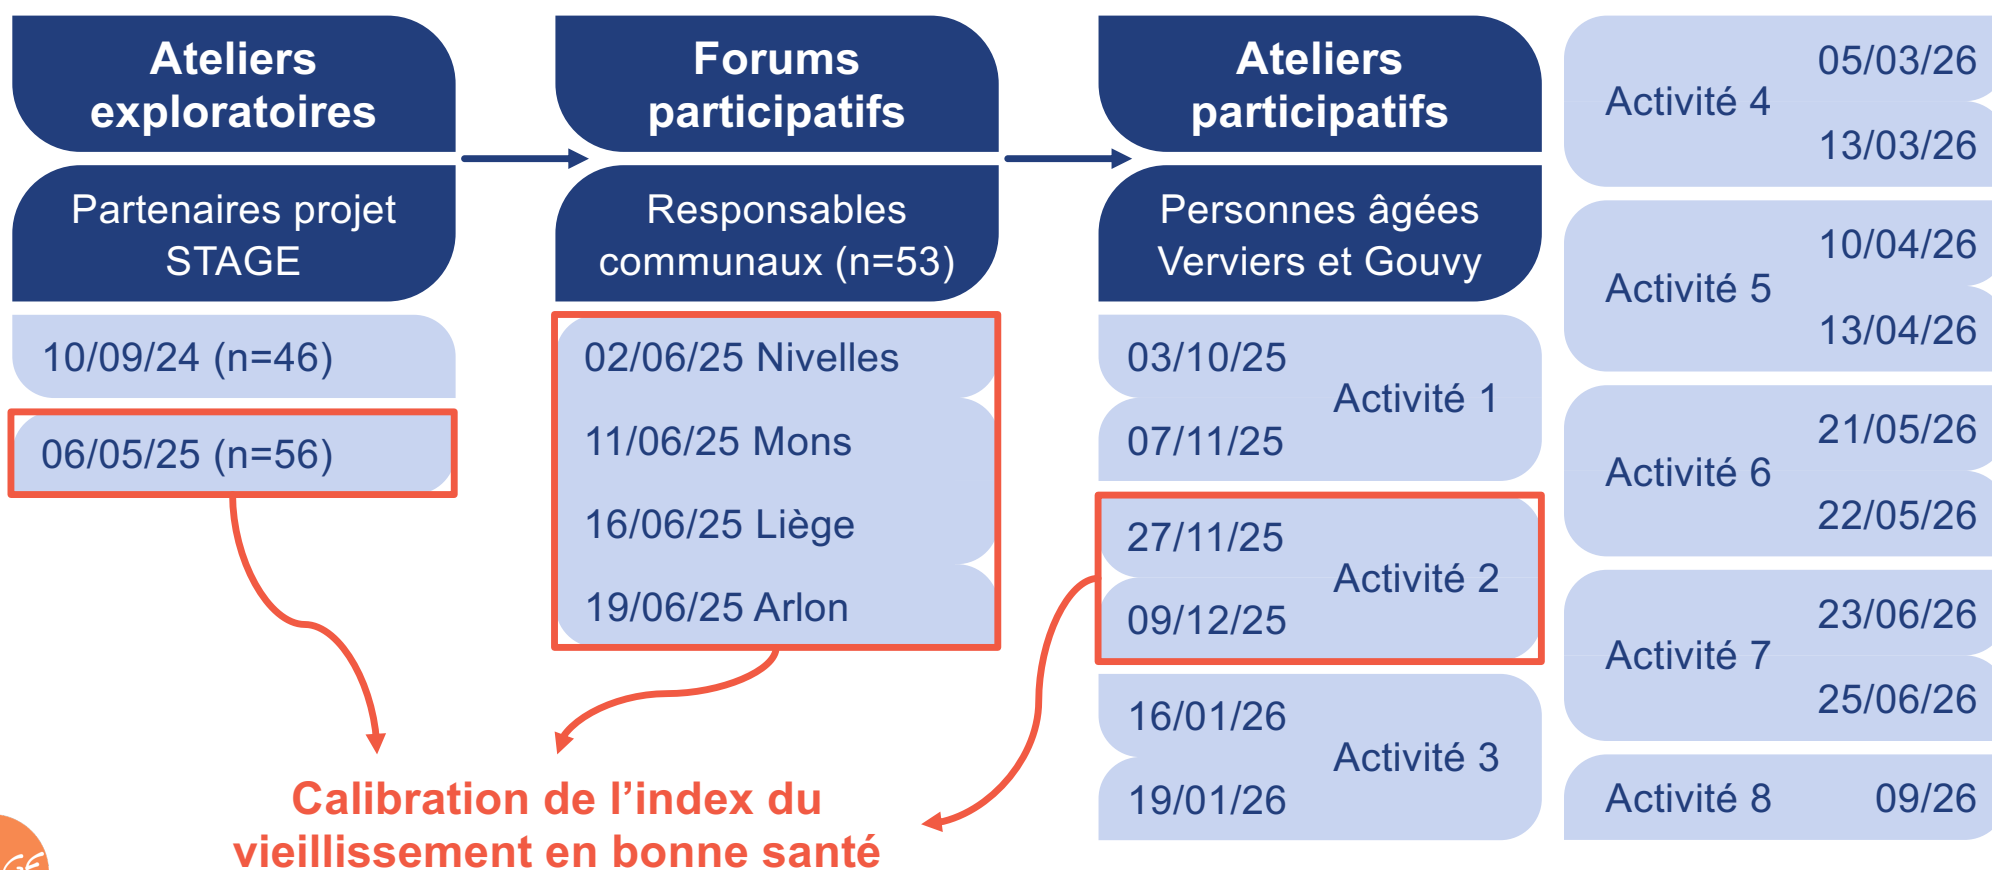 Ateliers
exploratoires
Partenaires projet
STAGE
10/09/24 (n=46)
06/05/25 (n=56)
Forums
participatifs
Responsables
communaux (n=53)
02/06/25 Nivelles
11/06/25 Mons
16/06/25 Liège
19/06/25 Arlon
Ateliers
participatifs
Personnes âgées
Verviers et Gouvy
03/10/25
Activité 1
07/11/25
27/11/25
Activité 2
09/12/25
16/01/26
Activité 3
19/01/26
05/03/26
Activité 4
13/03/26
10/04/26
Activité 5
13/04/26
21/05/26
Activité 6
22/05/26
23/06/26
Activité 7
25/06/26
Activité 8 09/26
Calibration de l’index du
vieillissement en bonne santé